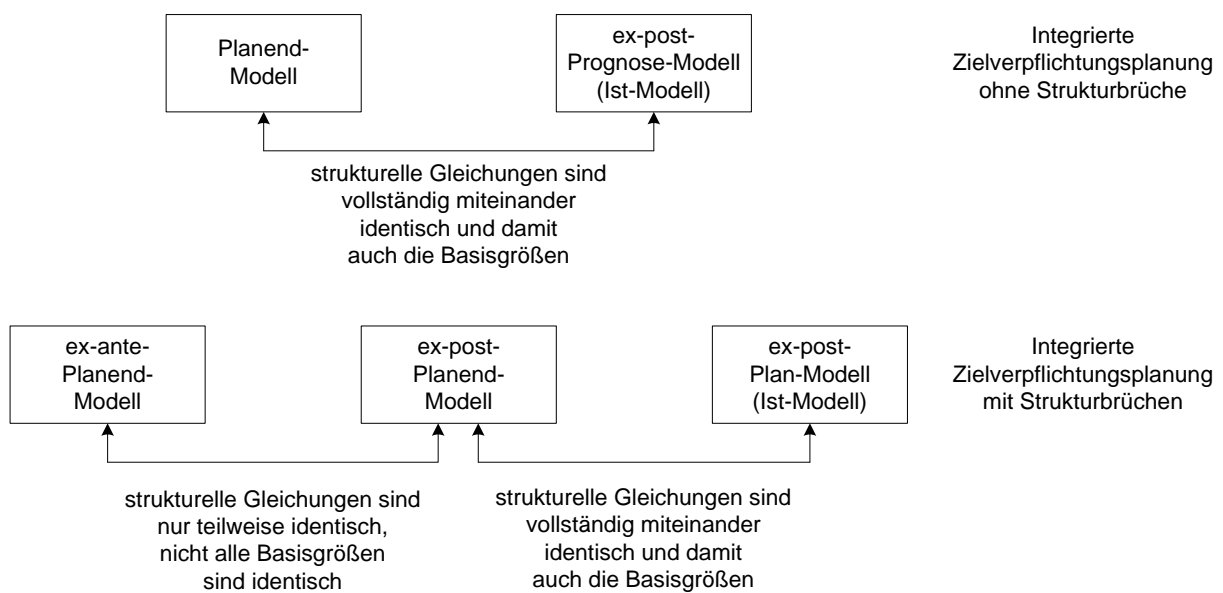 Planend-
Modell
ex-post-
Prognose-Modell
(Ist-Modell)
Integrierte
Zielverpflichtungsplanung
ohne Strukturbrüche
strukturelle Gleichungen sind
vollständig miteinander
identisch und damit
auch die Basisgrößen
ex-ante-
Planend-
Modell
ex-post-
Planend-
Modell
ex-post-
Plan-Modell
(Ist-Modell)
Integrierte
Zielverpflichtungsplanung
mit Strukturbrüchen
strukturelle Gleichungen sind
nur teilweise identisch,
nicht alle Basisgrößen
sind identisch
strukturelle Gleichungen sind
vollständig miteinander
identisch und damit
auch die Basisgrößen